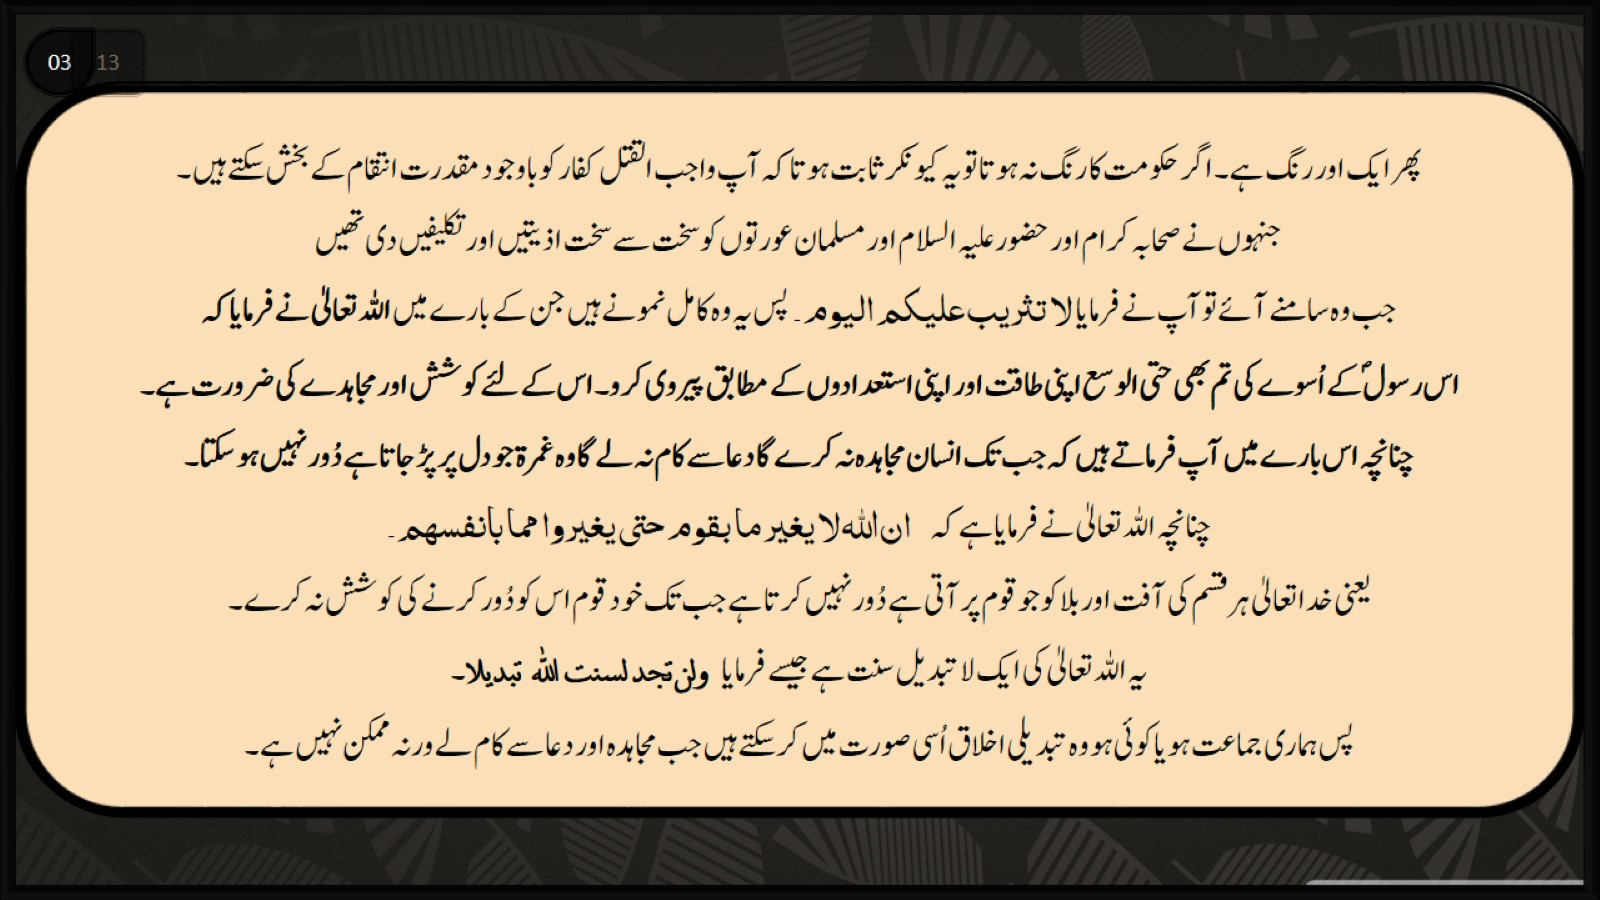 03 13
پھر ایک اور رنگ ہے۔ اگر حکومت کا رنگ نہ ہوتا تو یہ کیونکر ثابت ہوتا کہ آپ واجب القتل کفار کو باوجود مقدرت انتقام کے بخش سکتے ہیں۔
جنہوں نے صحابہ کرام اور حضور علیہ السلام اور مسلمان عورتوں کو سخت سے سخت اذیتیں اور تکلیفیں دی تھیں
جب وہ سامنے آئے تو آپ نے فرمایا لا تثریب علیکم الیوم۔ پس یہ وہ کامل نمونے ہیں جن کے بارے میں اللہ تعالیٰ نے فرمایا کہ
اس رسولؐ کے اُسوے کی تم بھی حتی الوسع اپنی طاقت اور اپنی استعدادوں کے مطابق پیروی کرو۔ اس کے لئے کوشش اور مجاہدے کی ضرورت ہے۔
چنانچہ اس بارے میں آپ فرماتے ہیں کہ جب تک انسان مجاہدہ نہ کرے گا دعا سے کام نہ لے گا وہ غمرۃ جو دل پر پڑ جاتا ہے دُور نہیں ہو سکتا۔
چنانچہ اللہ تعالیٰ نے فرمایا ہے کہ ان اللہ لا یغیر ما بقوم حتی یغیروا مما بانفسھم۔
یعنی خدا تعالیٰ ہر قسم کی آفت اور بلا کو جو قوم پر آتی ہے دُور نہیں کرتا ہے جب تک خود قوم اس کو دُور کرنے کی کوشش نہ کرے۔
یہ اللہ تعالیٰ کی ایک لا تبدیل سنت ہے جیسے فرمایا ولن تجد لسنت اللہ تبدیلا۔
پس ہماری جماعت ہو یا کوئی ہو وہ تبدیلی اخلاق اُسی صورت میں کر سکتے ہیں جب مجاہدہ اور دعا سے کام لے ورنہ ممکن نہیں ہے۔